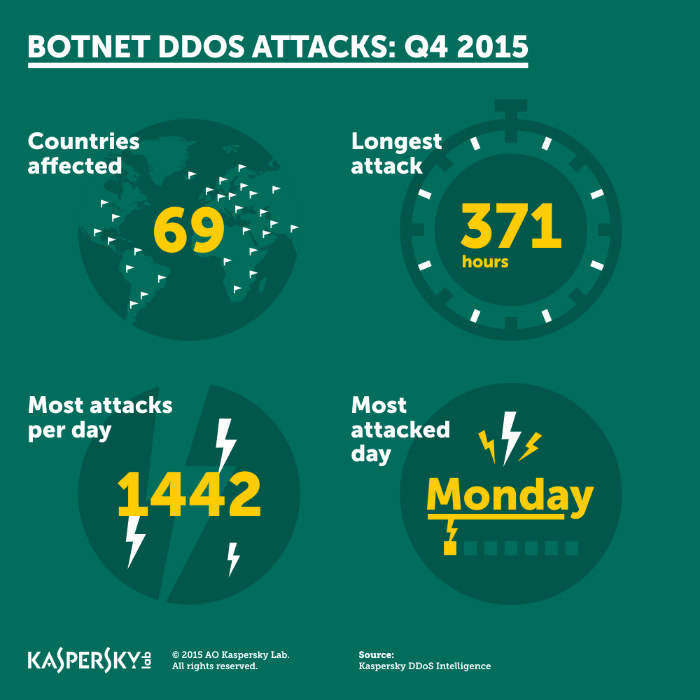 BOTNET DDOS ATTACKS: Q4 2015
Countries
affected
69
Longest
attack
371
hours
Most attacks
per day
1442
Most
attacked
day
Monday
KASPERSKY lab
© 2015 AO Kaspersky Lab.
All rights reserved.
Source:
Kaspersky DDoS Intelligence